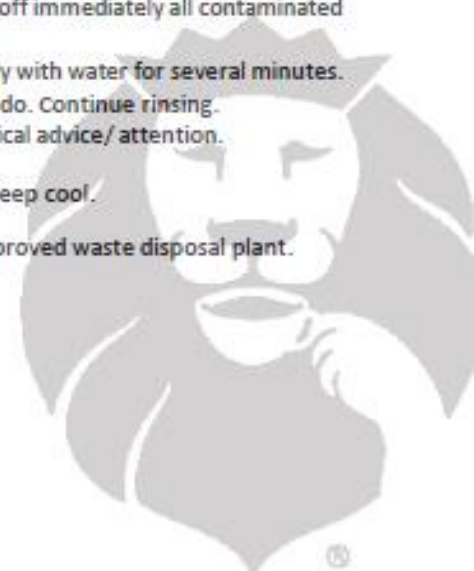 off immediately all contaminated
y with water for several minutes.
do. Continue rinsing.
ical advice/ attention.
eep cool.
proved waste disposal plant.
®